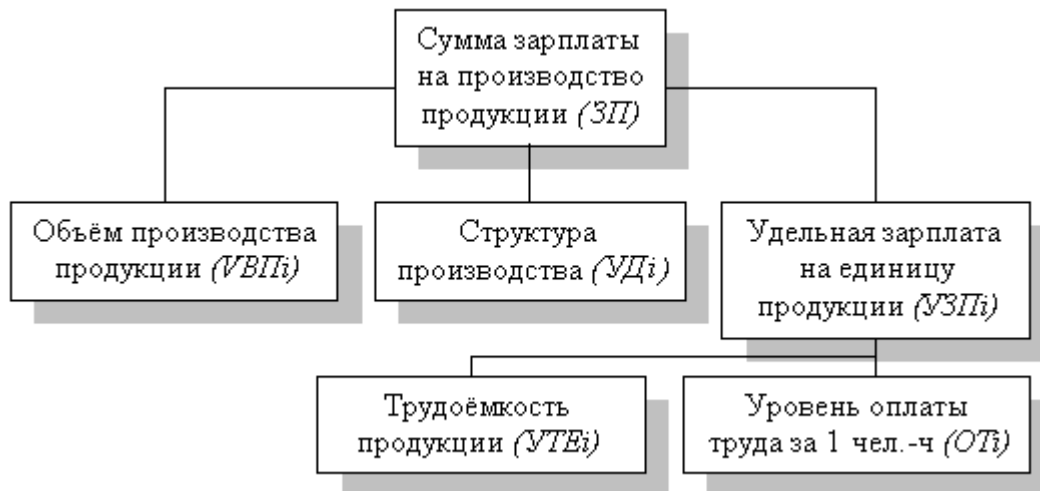 Сумма зарплаты
на производство
продукции (ЗП)
Объём производства
продукции (VВПi)
Структура
производства (УДi)
Удельная зарплата
на единицу
продукции (УЗПi)
Трудоёмкость
продукции (УТЕi)
Уровень оплаты
труда за 1 чел.-ч (ОТi)